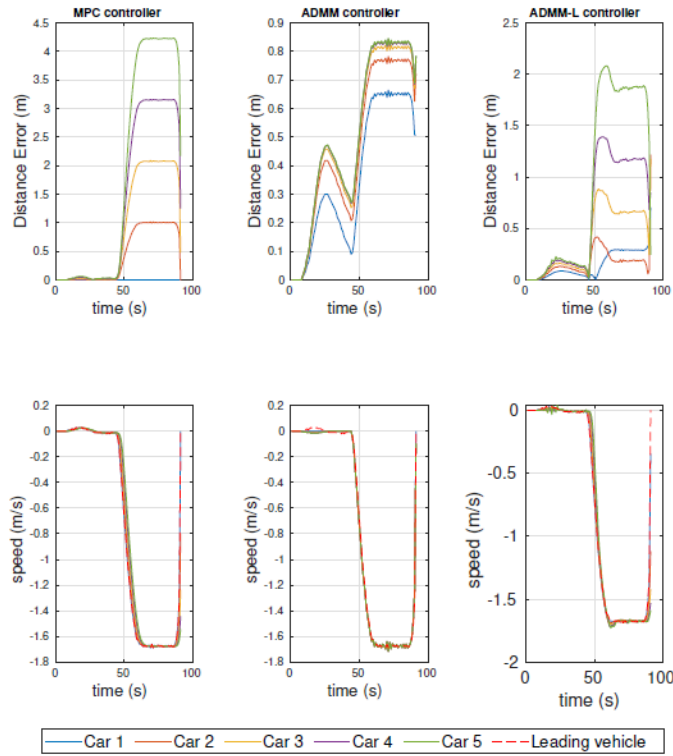 MPC controller
4.5
4
3.5
3
2.5
2
1.5
1
0.5
0
0 50 100
Distance Error (m)
time (s)
ADMM controller
0.9
0.8
0.7
0.6
0.5
0.4
0.3
0.2
0.1
0
0 50 100
Distance Error (m)
time (s)
ADMM-L controller
2
1.5
1
0.5
0
0 50 100
Distance Error (m)
time (s)
0.2
0
-0.2
-0.4
-0.6
-0.8
-1
-1.2
-1.4
-1.6
-1.8
0 50 100
speed (m/s)
time (s)
0.2
0
-0.2
-0.4
-0.6
-0.8
-1
-1.2
-1.4
-1.6
-1.8
0 50 100
speed (m/s)
time (s)
0
-0.5
-1
-1.5
-2
0 50 100
speed (m/s)
time (s)
Car 1 Car 2 Car 3 Car 4 Car 5 Leading vehicle